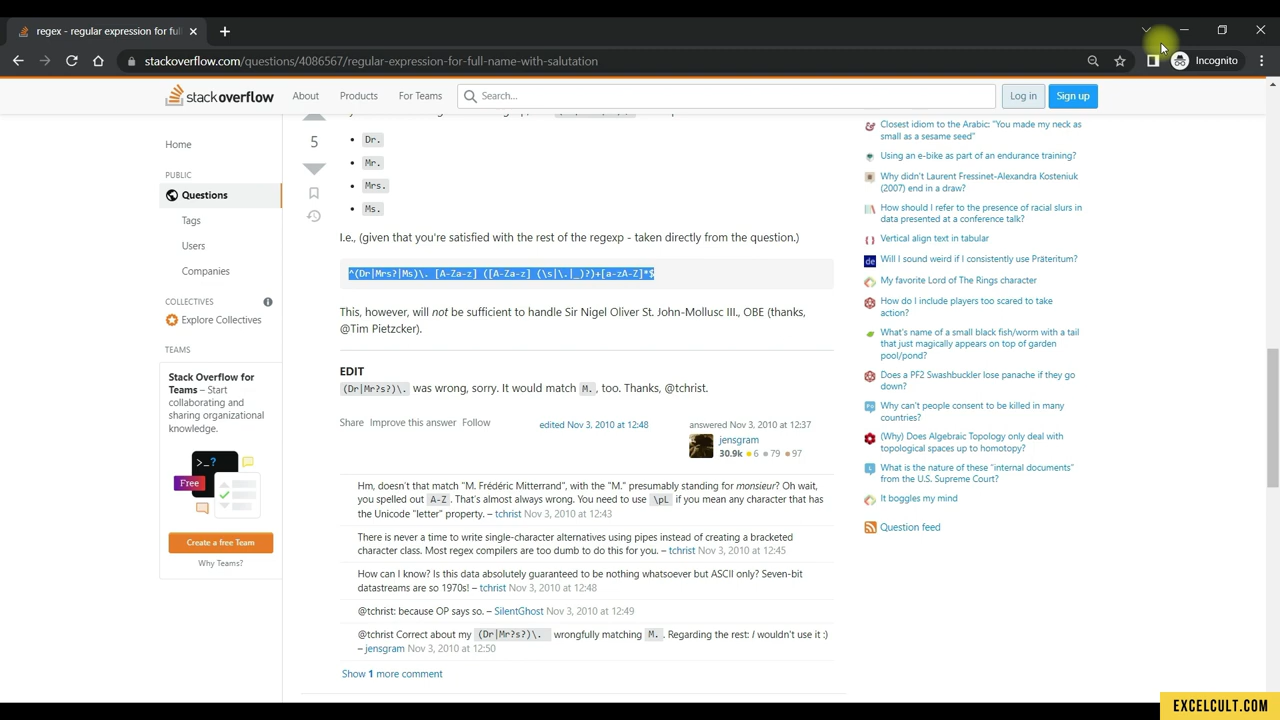 regex - regular expression for ful
stackoverflow.com/questions/4086567/regular-expression-for-full-name-with-salutation
Incognito
stackoverflow
About
Products
For Teams
Search...
Log in
Sign up
Home
PUBLIC
Questions
Tags
Users
Companies
COLLECTIVES
Explore Collectives
TEAMS
Stack Overflow for
Teams – Start
collaborating and
sharing organizational
knowledge.
>_?
Free
Create a free Team
Why Teams?
5
Dr.
Mr.
Mrs.
Ms.
I.e., (given that you're satisfied with the rest of the regexp - taken directly from the question.)
^(Dr|Mrs?|Ms)\. [A-Za-z] ([A-Za-z] (\s|\.|_)?)+[a-zA-Z]*$
This, however, will not be sufficient to handle Sir Nigel Oliver St. John-Mollusc III., OBE (thanks,
@Tim Pietzcker).
EDIT
(Dr|Mr?s?)\. was wrong, sorry. It would match M., too. Thanks, @tchrist.
Share Improve this answer Follow
edited Nov 3, 2010 at 12:48
answered Nov 3, 2010 at 12:37
jensgram
30.9k 6 79 97
Hm, doesn't that match "M. Frédéric Mitterrand", with the "M." presumably standing for monsieur? Oh wait,
you spelled out A-Z. That's almost always wrong. You need to use \pL if you mean any character that has
the Unicode "letter" property. – tchrist Nov 3, 2010 at 12:43
There is never a time to write single-character alternatives using pipes instead of creating a bracketed
character class. Most regex compilers are too dumb to do this for you. – tchrist Nov 3, 2010 at 12:45
How can I know? Is this data absolutely guaranteed to be nothing whatsoever but ASCII only? Seven-bit
datastreams are so 1970s! – tchrist Nov 3, 2010 at 12:48
@tchrist: because OP says so. – SilentGhost Nov 3, 2010 at 12:49
@tchrist Correct about my (Dr|Mr?s?)\. wrongfully matching M.. Regarding the rest: I wouldn't use it :)
– jensgram Nov 3, 2010 at 12:50
Show 1 more comment
Closest idiom to the Arabic: "You made my neck as
small as a sesame seed"
Using an e-bike as part of an endurance training?
Why didn't Laurent Fressinet-Alexandra Kosteniuk
(2007) end in a draw?
How should I refer to the presence of racial slurs in
data presented at a conference talk?
Vertical align text in tabular
Will I sound weird if I consistently use Präteritum?
My favorite Lord of The Rings character
How do I include players too scared to take
action?
What's name of a small black fish/worm with a tail
that just magically appears on top of garden
pool/pond?
Does a PF2 Swashbuckler lose panache if they go
down?
Why can't people consent to be killed in many
countries?
(Why) Does Algebraic Topology only deal with
topological spaces up to homotopy?
What is the nature of these "internal documents"
from the U.S. Supreme Court?
It boggles my mind
Question feed
EXCELCULT.COM